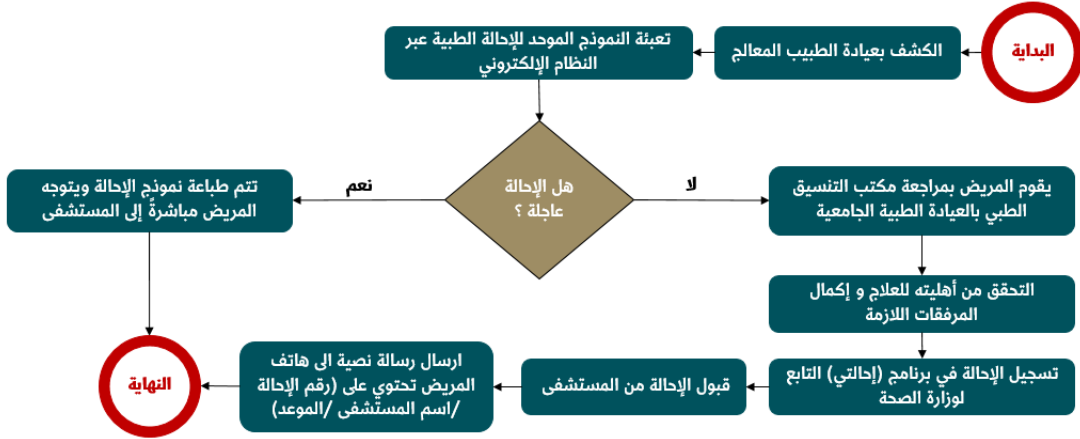 البداية
الكشف بعيادة الطبيب المعالج
تعبئة النموذج الموحد للإحالة الطبية عبر
النظام الإلكتروني
هل الإحالة
عاجلة ؟
لا
نعم
يقوم المريض بمراجعة مكتب التنسيق
الطبي بالعيادة الطبية الجامعية
تتم طباعة نموذج الإحالة ويتوجه
المريض مباشرةً إلى المستشفى
التحقق من أهليته للعلاج و إكمال
المرفقات اللازمة
تسجيل الإحالة في برنامج (إحالتي) التابع
لوزارة الصحة
قبول الإحالة من المستشفى
ارسال رسالة نصية الى هاتف
المريض تحتوي على (رقم الإحالة
/اسم المستشفى /الموعد)
النهاية